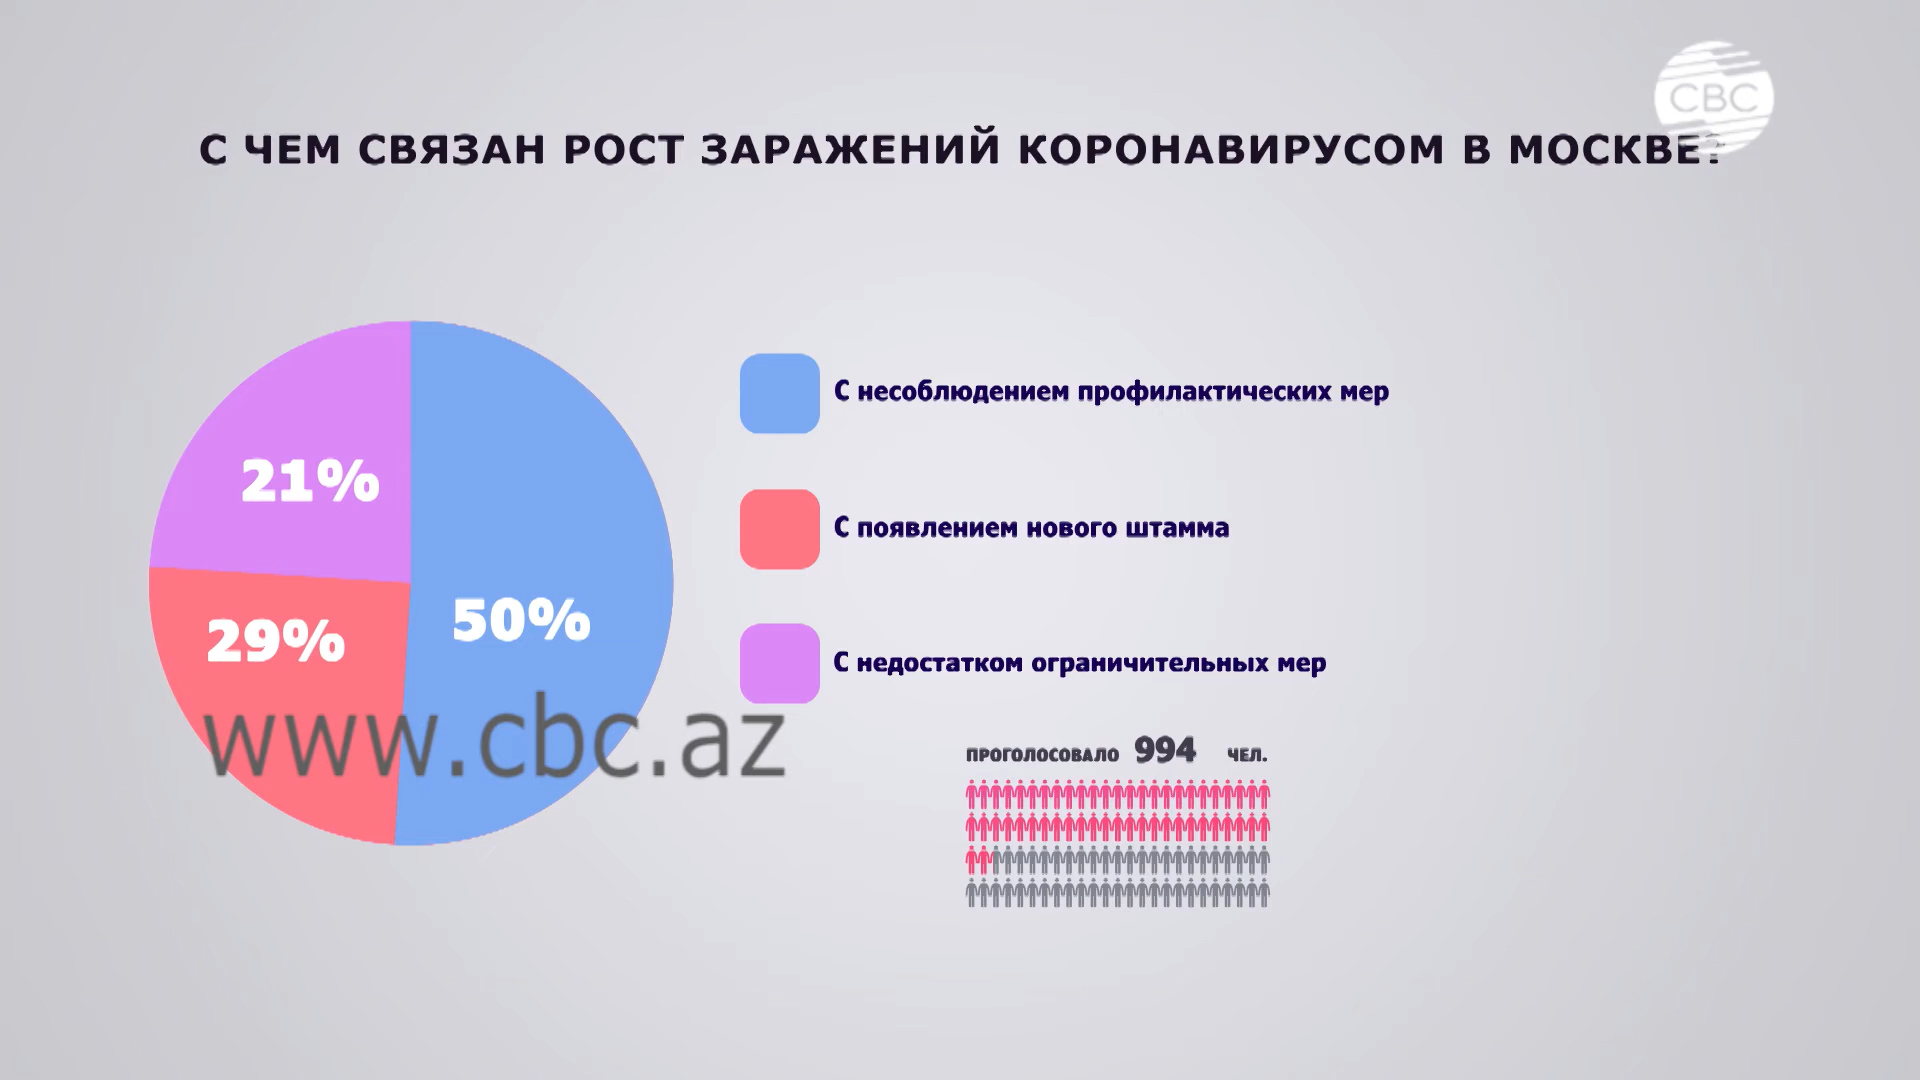 CBC
С ЧЕМ СВЯЗАН РОСТ ЗАРАЖЕНИЙ КОРОНАВИРУСОМ В МОСКВЕ?
21%
29%
50%
С несоблюдением профилактических мер
С появлением нового штамма
С недостатком ограничительных мер
www.cbc.az
ПРОГОЛОСОВАЛО 994 ЧЕЛ.